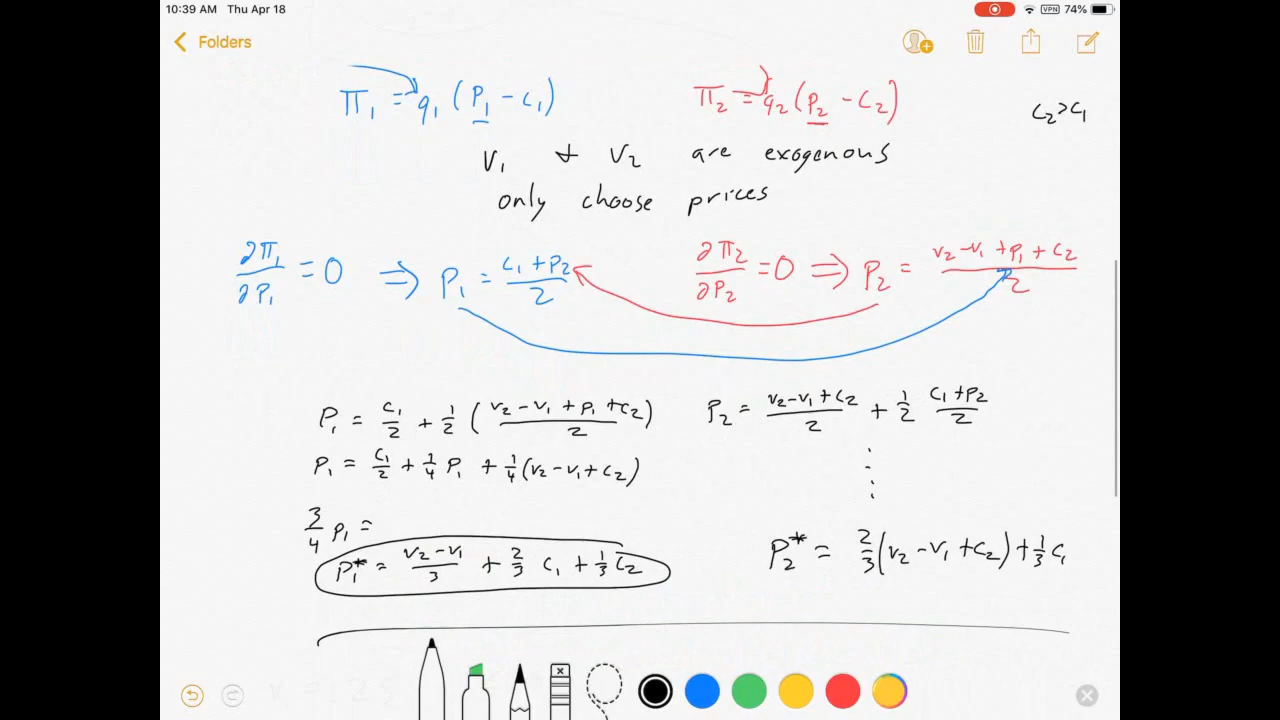 10:39 AM Thu Apr 18 VPN 74%
Folders
π₁ = q₁ (P₁ - c₁) π₂ = q₂ (P₂ - c₂) c₂>c₁
v₁ & v₂ are exogenous
only choose prices
∂π₁/∂P₁ = 0 ⇒ P₁ = (c₁ + P₂)/2 ∂π₂/∂P₂ = 0 ⇒ P₂ = (v₂ - v₁ + P₁ + c₂)/2
P₁ = c₁/2 + 1/2 ((v₂ - v₁ + P₁ + c₂)/2) P₂ = (v₂ - v₁ + c₂)/2 + 1/2 (c₁ + P₂)/2
P₁ = c₁/2 + 1/4 P₁ + 1/4 (v₂ - v₁ + c₂)
3/4 P₁ =
P₁* = (v₂ - v₁)/3 + 2/3 c₁ + 1/3 c₂ P₂* = 2/3 (v₂ - v₁ + c₂) + 1/3 c₁